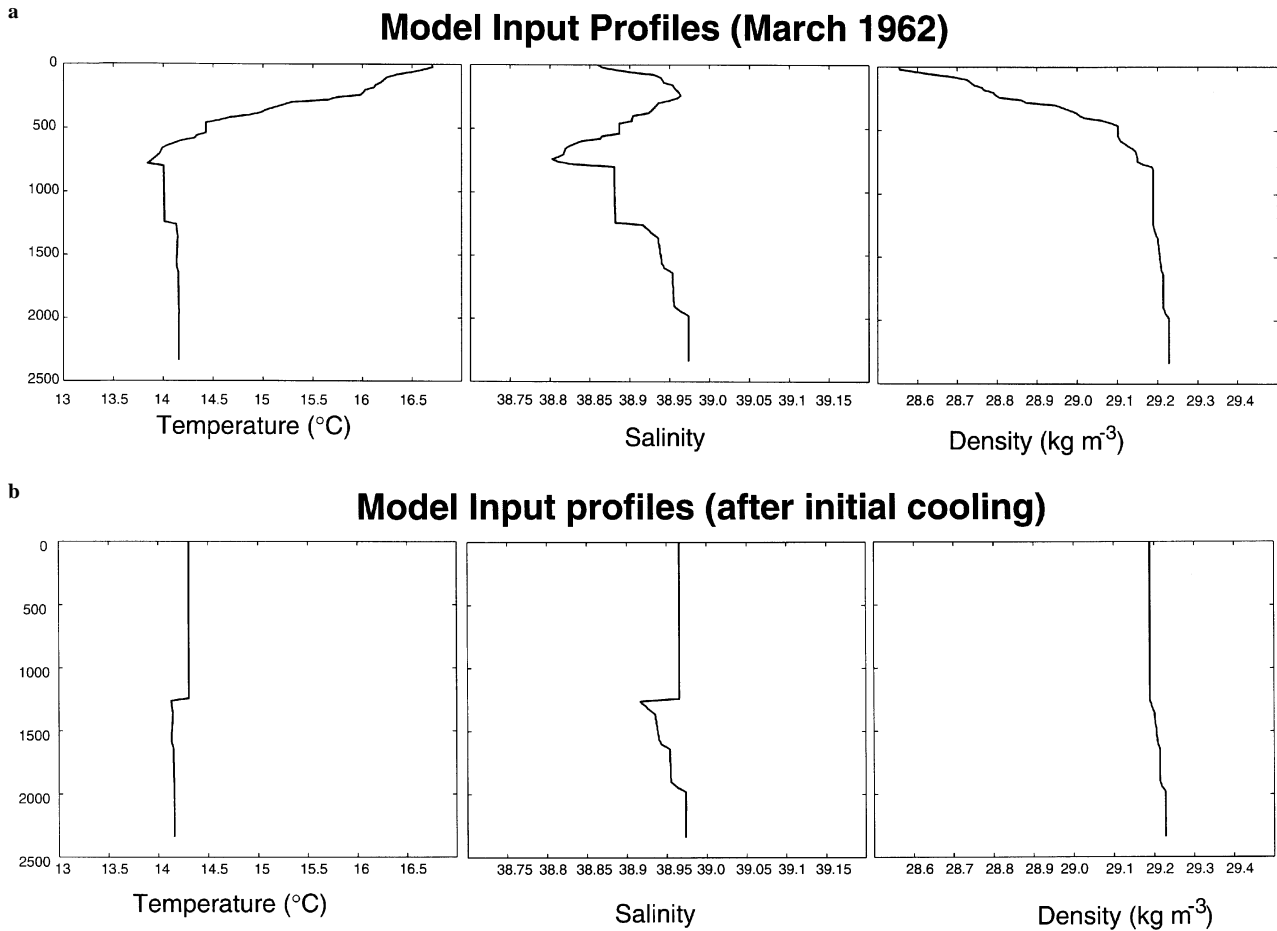 a
Model Input Profiles (March 1962)
0
500
1000
1500
2000
2500
13 13.5 14 14.5 15 15.5 16 16.5
Temperature (°C)
38.75 38.8 38.85 38.9 38.95 39.0 39.05 39.1 39.15
Salinity
28.6 28.7 28.8 28.9 29.0 29.1 29.2 29.3 29.4
Density (kg m-3)
b
Model Input profiles (after initial cooling)
0
500
1000
1500
2000
2500
13 13.5 14 14.5 15 15.5 16 16.5
Temperature (°C)
38.75 38.8 38.85 38.9 38.95 39.0 39.05 39.1 39.15
Salinity
28.6 28.7 28.8 28.9 29.0 29.1 29.2 29.3 29.4
Density (kg m-3)